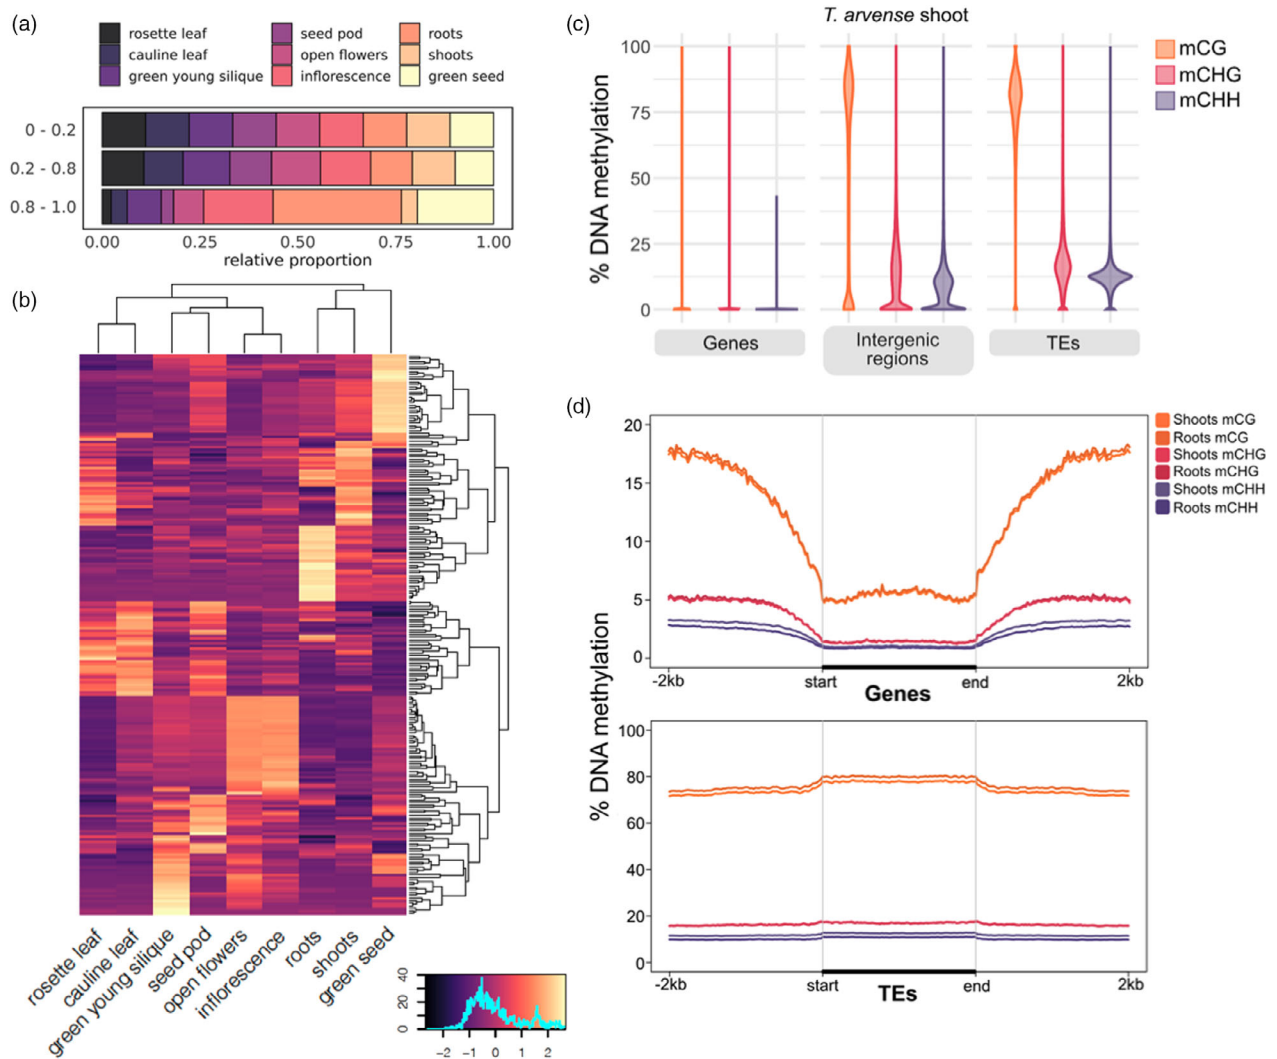 (a)
rosette leaf
cauline leaf
green young silique
seed pod
open flowers
inflorescence
roots
shoots
green seed
0 - 0.2
0.2 - 0.8
0.8 - 1.0
0.00 0.25 0.50 0.75 1.00
relative proportion
(b)
rosette leaf
cauline leaf
green young silique
seed pod
open flowers
inflorescence
roots
shoots
green seed
40
20
0
−2 −1 0 1 2
(c)
T. arvense shoot
% DNA methylation
100
75
50
25
0
Genes
Intergenic
regions
TEs
mCG
mCHG
mCHH
(d)
% DNA methylation
20
15
10
5
0
-2kb start end 2kb
Genes
Shoots mCG
Roots mCG
Shoots mCHG
Roots mCHG
Shoots mCHH
Roots mCHH
100
80
60
40
20
0
-2kb start end 2kb
TEs